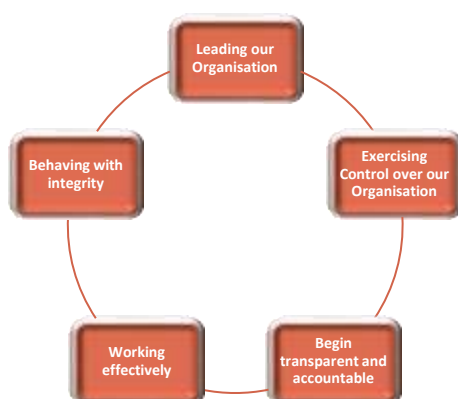 Leading our
Organisation
Exercising
Control over our
Organisation
Begin
transparent and
accountable
Working
effectively
Behaving with
integrity